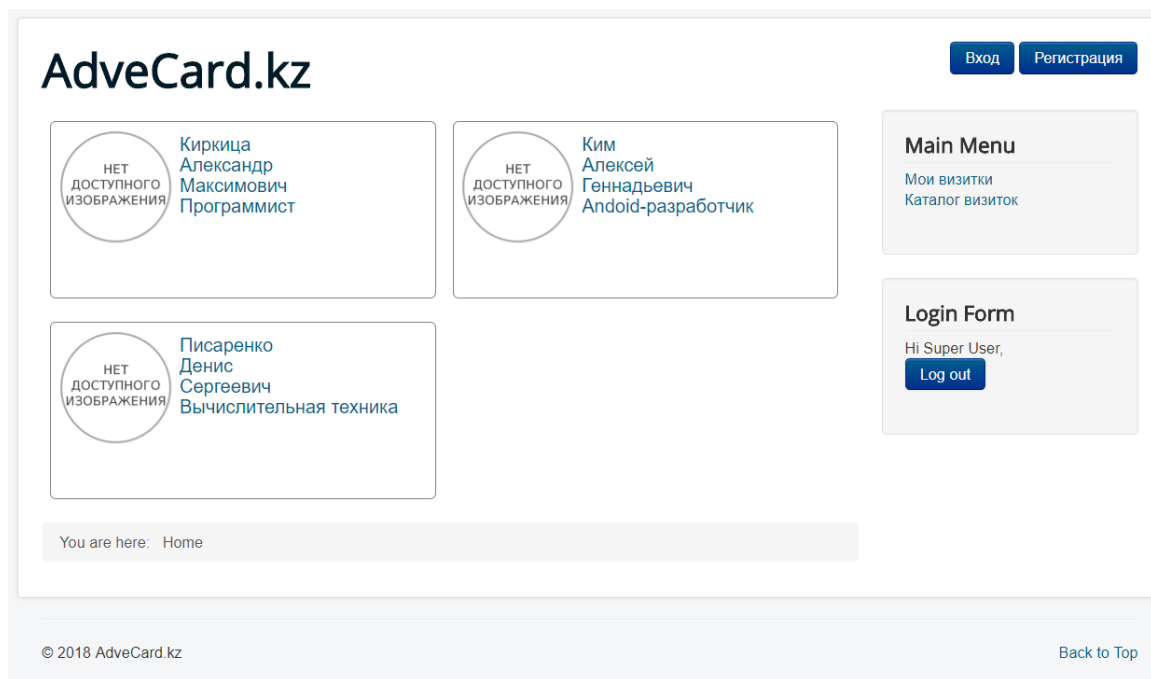 AdveCard.kz
Вход
Регистрация
НЕТ
ДОСТУПНОГО
ИЗОБРАЖЕНИЯ
Киркица
Александр
Максимович
Программист
НЕТ
ДОСТУПНОГО
ИЗОБРАЖЕНИЯ
Ким
Алексей
Геннадьевич
Andoid-разработчик
НЕТ
ДОСТУПНОГО
ИЗОБРАЖЕНИЯ
Писаренко
Денис
Сергеевич
Вычислительная техника
You are here: Home
Main Menu
Мои визитки
Каталог визиток
Login Form
Hi Super User,
Log out
© 2018 AdveCard.kz
Back to Top